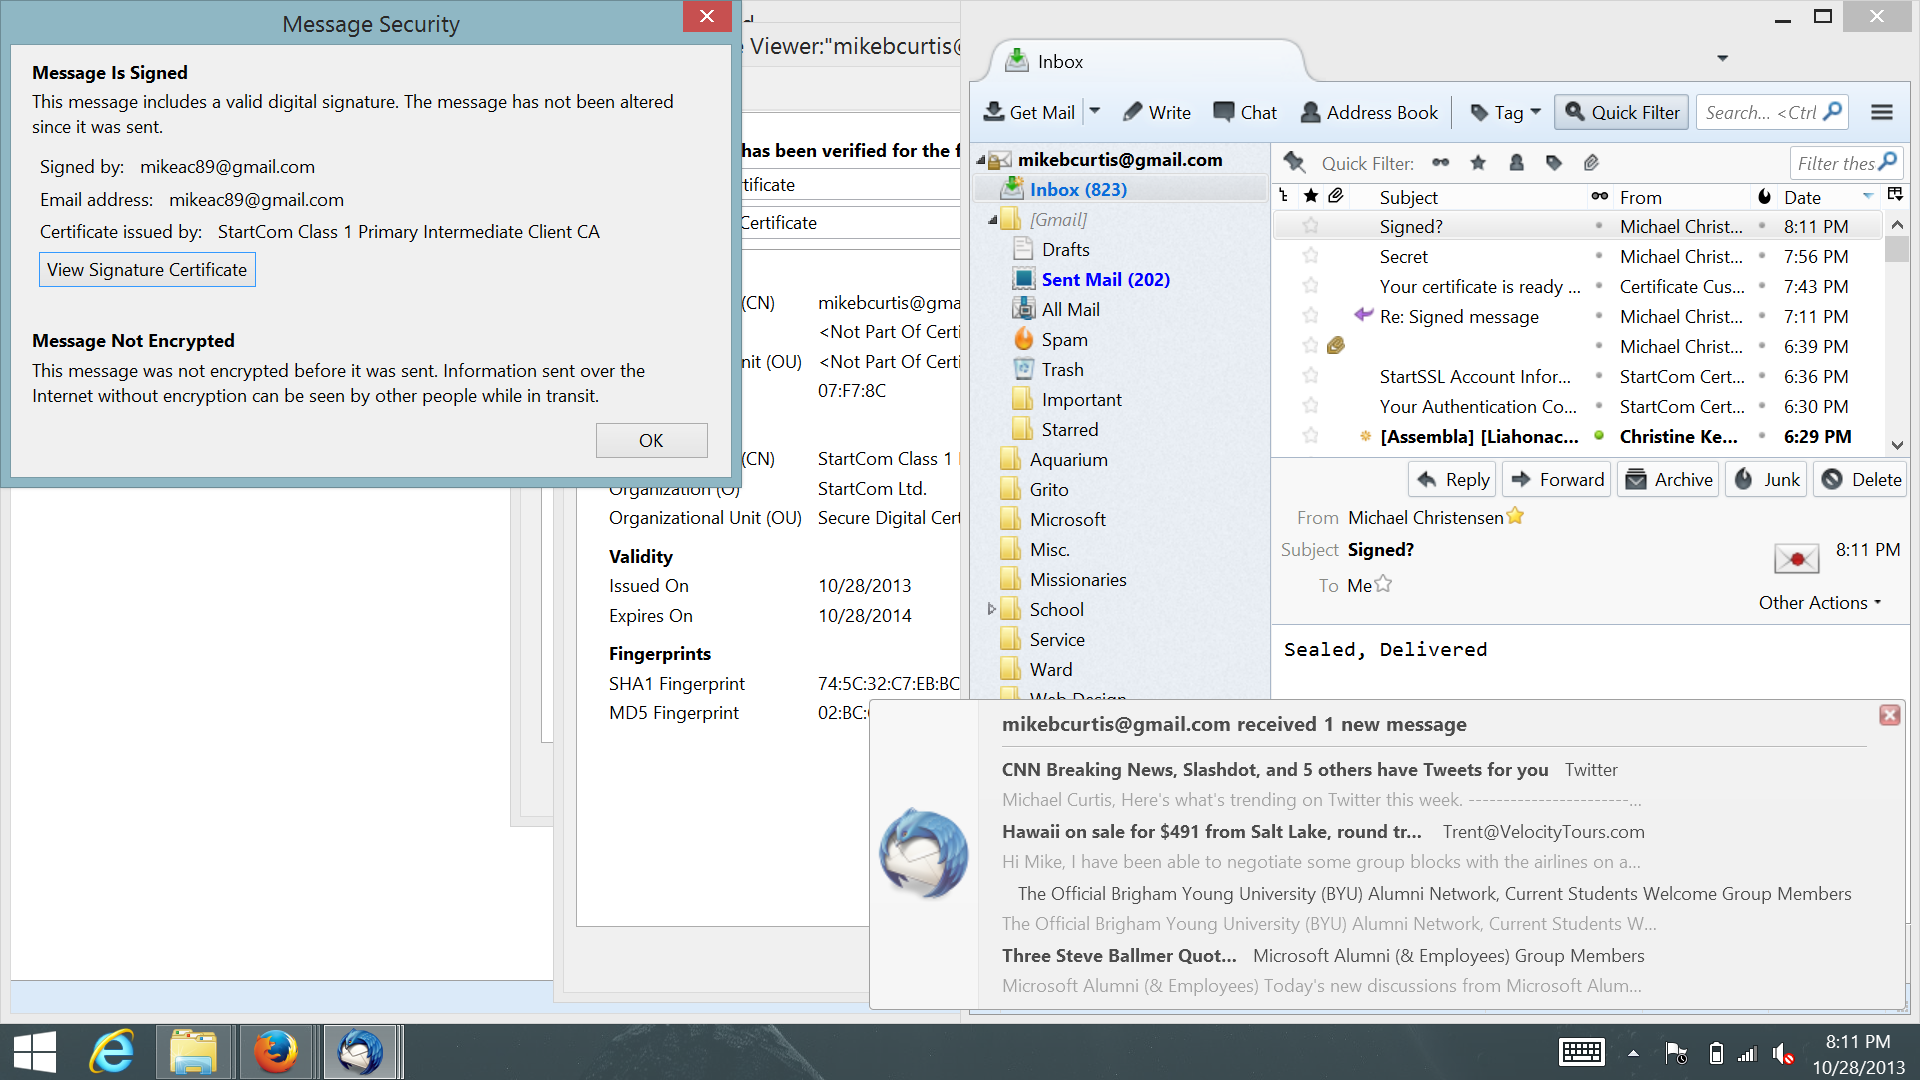 Message Security
Message Is Signed
This message includes a valid digital signature. The message has not been altered
since it was sent.
Signed by: mikeac89@gmail.com
Email address: mikeac89@gmail.com
Certificate issued by: StartCom Class 1 Primary Intermediate Client CA
View Signature Certificate
Message Not Encrypted
This message was not encrypted before it was sent. Information sent over the
Internet without encryption can be seen by other people while in transit.
OK
Viewer:"mikebcurtis@
has been verified for the f
rtificate
Certificate
(CN) mikebcurtis@gma
<Not Part Of Certi
nit (OU) <Not Part Of Certi
07:F7:8C
(CN) StartCom Class 1
Organization (O) StartCom Ltd.
Organizational Unit (OU) Secure Digital Cert
Validity
Issued On 10/28/2013
Expires On 10/28/2014
Fingerprints
SHA1 Fingerprint 74:5C:32:C7:EB:BC
MD5 Fingerprint 02:BC:
Inbox
Get Mail Write Chat Address Book Tag Quick Filter Search... <Ctrl
mikebcurtis@gmail.com
Inbox (823)
[Gmail]
Drafts
Sent Mail (202)
All Mail
Spam
Trash
Important
Starred
Aquarium
Grito
Microsoft
Misc.
Missionaries
School
Service
Ward
Web Design
Quick Filter: Filter thes
Subject From Date
Signed? Michael Christ... 8:11 PM
Secret Michael Christ... 7:56 PM
Your certificate is ready ... Certificate Cus... 7:43 PM
Re: Signed message Michael Christ... 7:11 PM
Michael Christ... 6:39 PM
StartSSL Account Infor... StartCom Cert... 6:36 PM
Your Authentication Co... StartCom Cert... 6:30 PM
[Assembla] [Liahonac... Christine Ke... 6:29 PM
Reply Forward Archive Junk Delete
From Michael Christensen
Subject Signed? 8:11 PM
To Me
Other Actions
Sealed, Delivered
mikebcurtis@gmail.com received 1 new message
CNN Breaking News, Slashdot, and 5 others have Tweets for you Twitter
Michael Curtis, Here's what's trending on Twitter this week. -----------------------...
Hawaii on sale for $491 from Salt Lake, round tr... Trent@VelocityTours.com
Hi Mike, I have been able to negotiate some group blocks with the airlines on a...
The Official Brigham Young University (BYU) Alumni Network, Current Students Welcome Group Members
The Official Brigham Young University (BYU) Alumni Network, Current Students W...
Three Steve Ballmer Quot... Microsoft Alumni (& Employees) Group Members
Microsoft Alumni (& Employees) Today's new discussions from Microsoft Alum...
8:11 PM
10/28/2013